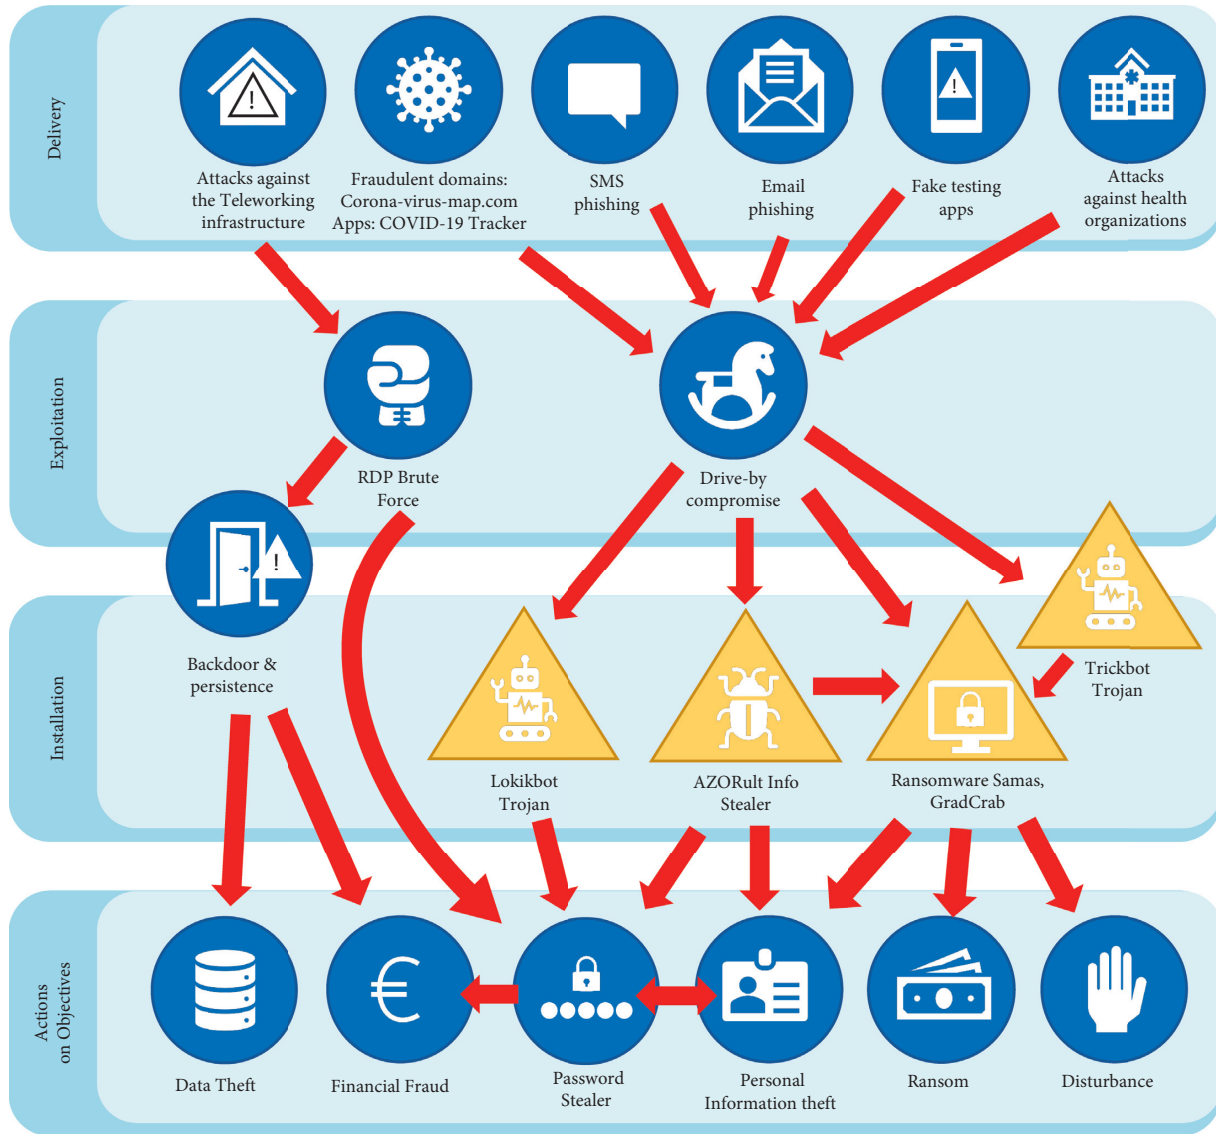 Delivery
Attacks against
the Teleworking
infrastructure
Fraudulent domains:
Corona-virus-map.com
Apps: COVID-19 Tracker
SMS
phishing
Email
phishing
Fake testing
apps
Attacks
against health
organizations
Exploitation
RDP Brute
Force
Drive-by
compromise
Installation
Backdoor &
persistence
Lokikbot
Trojan
AZORult Info
Stealer
Ransomware Samas,
GradCrab
Trickbot
Trojan
Actions
on Objectives
Data Theft
Financial Fraud
Password
Stealer
Personal
Information theft
Ransom
Disturbance